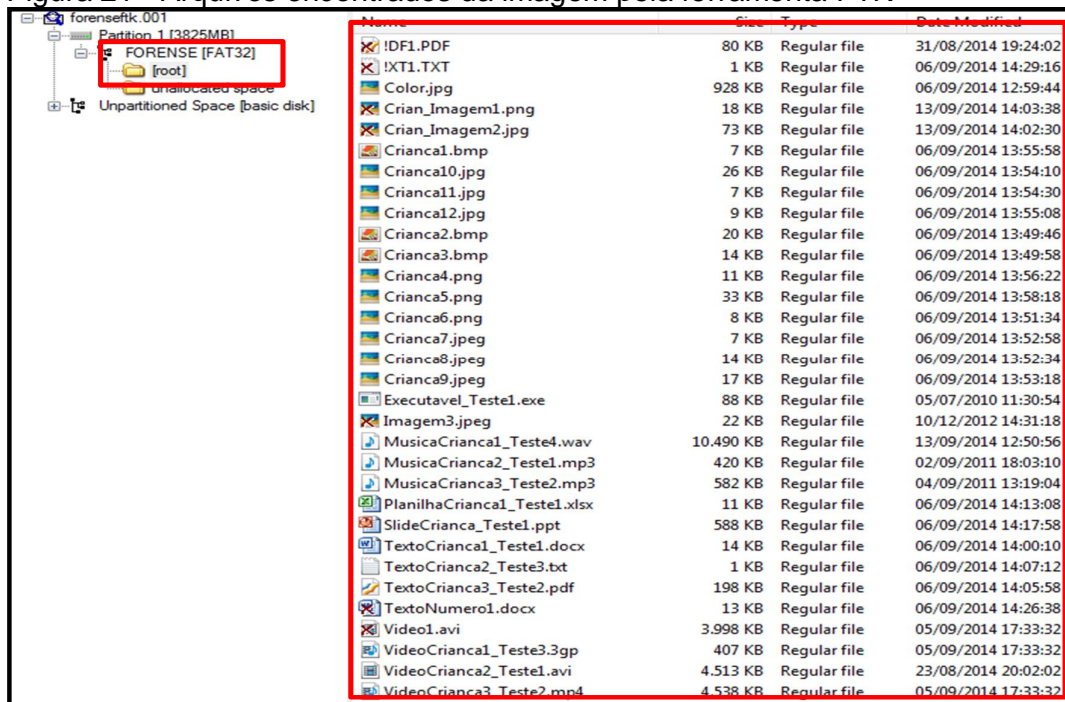 Figura 21 - Arquivos encontrados da imagem pela ferramenta FTK
forenseftk.001
Partition 1 [3825MB]
FORENSE [FAT32]
[root]
unallocated space
Unpartitioned Space [basic disk]
Name Size Type Date Modified
!DF1.PDF 80 KB Regular file 31/08/2014 19:24:02
!XT1.TXT 1 KB Regular file 06/09/2014 14:29:16
Color.jpg 928 KB Regular file 06/09/2014 12:59:44
Crian_Imagem1.png 18 KB Regular file 13/09/2014 14:03:38
Crian_Imagem2.jpg 73 KB Regular file 13/09/2014 14:02:30
Crianca1.bmp 7 KB Regular file 06/09/2014 13:55:58
Crianca10.jpg 26 KB Regular file 06/09/2014 13:54:10
Crianca11.jpg 7 KB Regular file 06/09/2014 13:54:30
Crianca12.jpg 9 KB Regular file 06/09/2014 13:55:08
Crianca2.bmp 20 KB Regular file 06/09/2014 13:49:46
Crianca3.bmp 14 KB Regular file 06/09/2014 13:49:58
Crianca4.png 11 KB Regular file 06/09/2014 13:56:22
Crianca5.png 33 KB Regular file 06/09/2014 13:58:18
Crianca6.png 8 KB Regular file 06/09/2014 13:51:34
Crianca7.jpeg 7 KB Regular file 06/09/2014 13:52:58
Crianca8.jpeg 14 KB Regular file 06/09/2014 13:52:34
Crianca9.jpeg 17 KB Regular file 06/09/2014 13:53:18
Executavel_Teste1.exe 88 KB Regular file 05/07/2010 11:30:54
Imagem3.jpeg 22 KB Regular file 10/12/2012 14:31:18
MusicaCrianca1_Teste4.wav 10.490 KB Regular file 13/09/2014 12:50:56
MusicaCrianca2_Teste1.mp3 420 KB Regular file 02/09/2011 18:03:10
MusicaCrianca3_Teste2.mp3 582 KB Regular file 04/09/2011 13:19:04
PlanilhaCrianca1_Teste1.xlsx 11 KB Regular file 06/09/2014 14:13:08
SlideCrianca_Teste1.ppt 588 KB Regular file 06/09/2014 14:17:58
TextoCrianca1_Teste1.docx 14 KB Regular file 06/09/2014 14:00:10
TextoCrianca2_Teste3.txt 1 KB Regular file 06/09/2014 14:07:12
TextoCrianca3_Teste2.pdf 198 KB Regular file 06/09/2014 14:05:58
TextoNumero1.docx 13 KB Regular file 06/09/2014 14:26:38
Video1.avi 3.998 KB Regular file 05/09/2014 17:33:32
VideoCrianca1_Teste3.3gp 407 KB Regular file 05/09/2014 17:33:32
VideoCrianca2_Teste1.avi 4.513 KB Regular file 23/08/2014 20:02:02
VideoCrianca3_Teste2.mp4 4.538 KB Regular file 05/09/2014 17:33:32